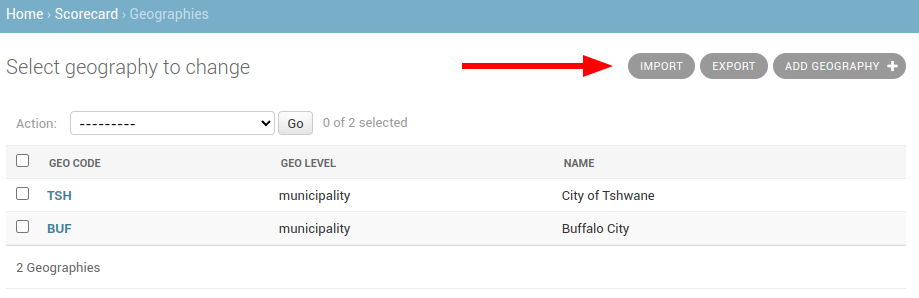 Home › Scorecard › Geographies
Select geography to change
IMPORT EXPORT ADD GEOGRAPHY +
Action: --------- Go 0 of 2 selected
GEO CODE GEO LEVEL NAME
TSH municipality City of Tshwane
BUF municipality Buffalo City
2 Geographies